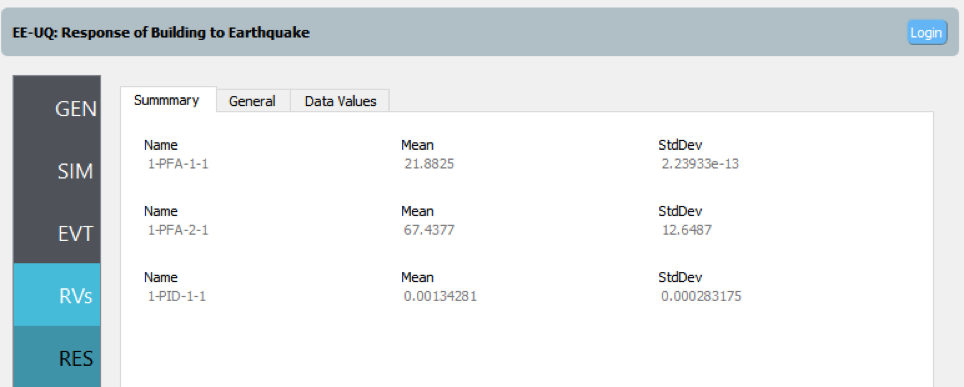 EE-UQ: Response of Building to Earthquake
Login
GEN
SIM
EVT
RVs
RES
Summmary General Data Values
Name Mean StdDev
1-PFA-1-1 21.8825 2.23933e-13
Name Mean StdDev
1-PFA-2-1 67.4377 12.6487
Name Mean StdDev
1-PID-1-1 0.00134281 0.000283175